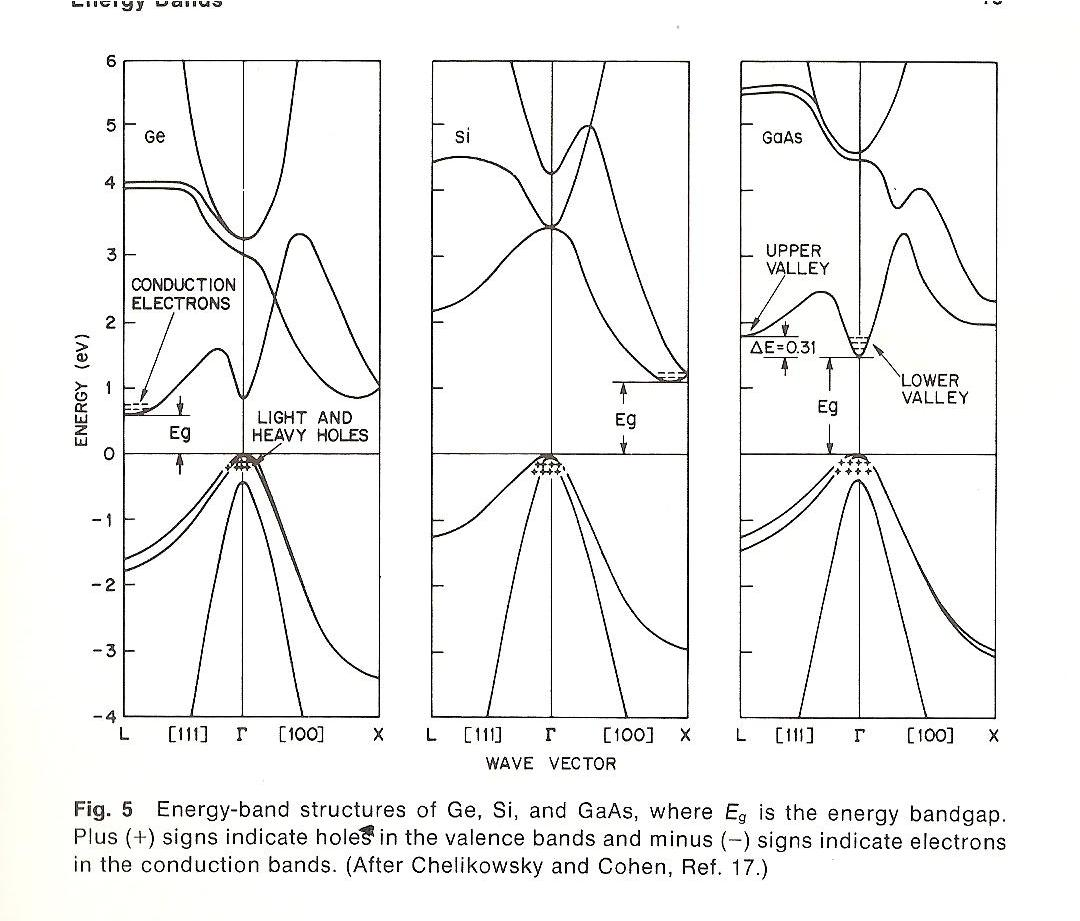 Energy Bands
6
5
4
3
2
1
0
-1
-2
-3
-4
ENERGY (eV)
Ge
CONDUCTION
ELECTRONS
Eg
LIGHT AND
HEAVY HOLES
L [111] Γ [100] X
Si
Eg
L [111] Γ [100] X
GaAs
UPPER
VALLEY
ΔE=0.31
LOWER
VALLEY
Eg
L [111] Γ [100] X
WAVE VECTOR
Fig. 5 Energy-band structures of Ge, Si, and GaAs, where Eg is the energy bandgap.
Plus (+) signs indicate holes in the valence bands and minus (−) signs indicate electrons
in the conduction bands. (After Chelikowsky and Cohen, Ref. 17.)